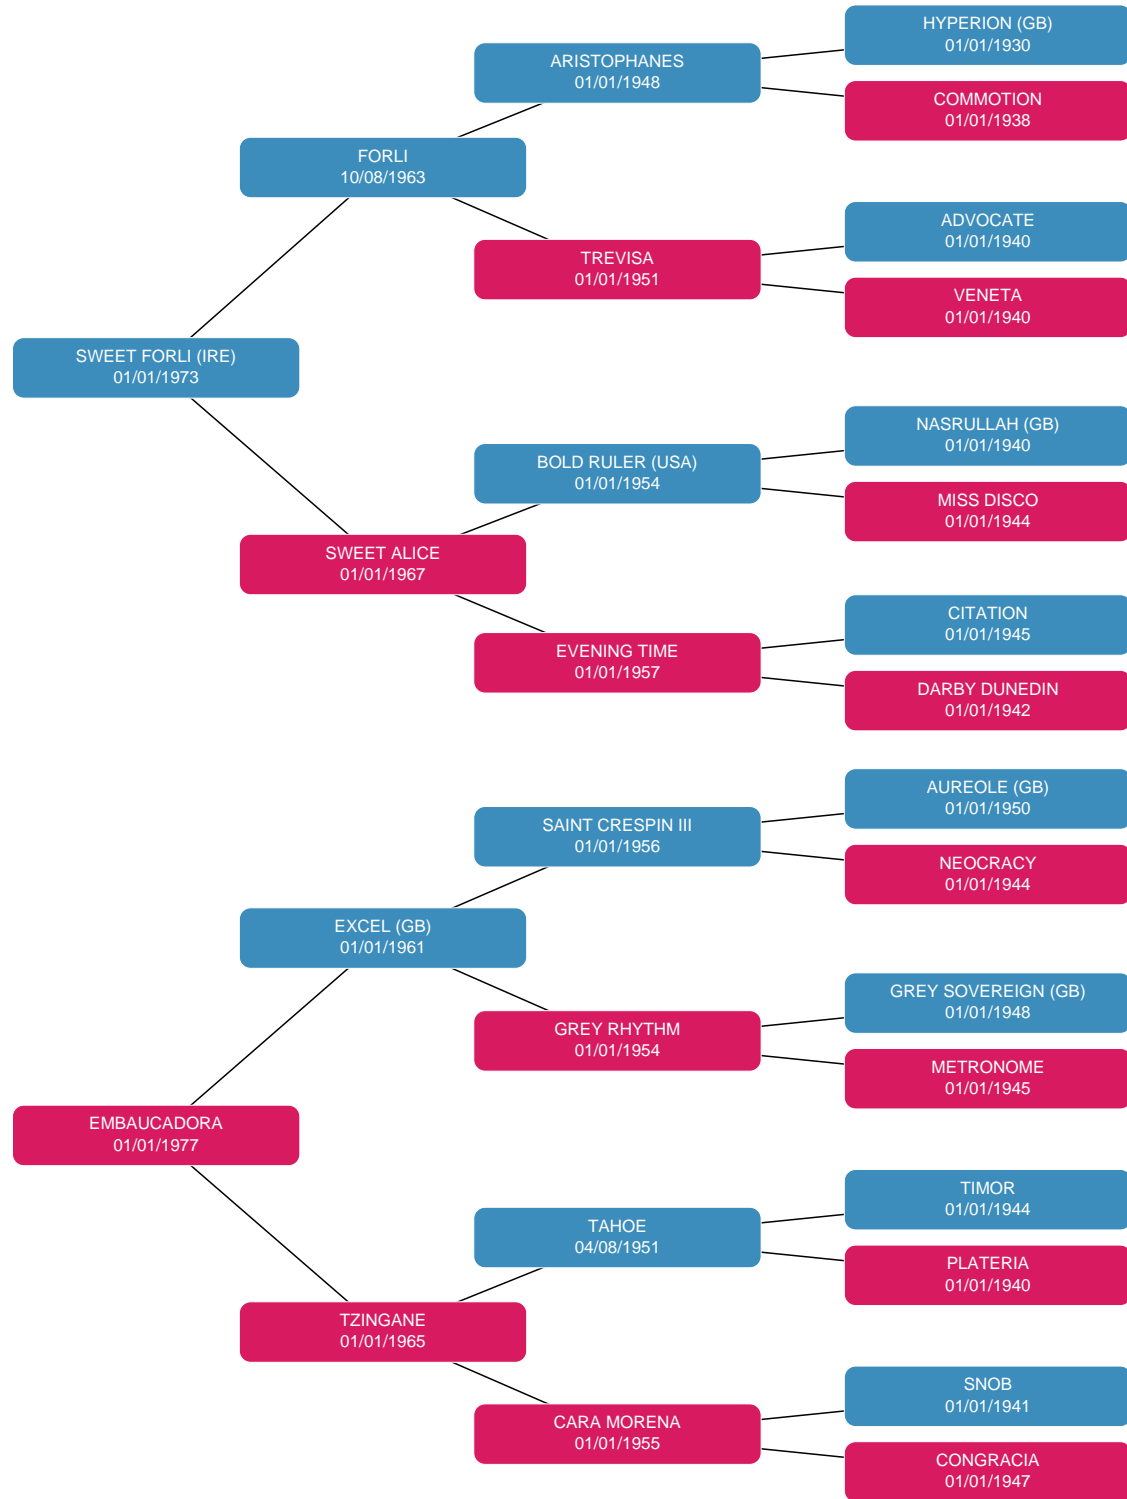 HYPERION (GB)
01/01/1930
ARISTOPHANES
01/01/1948
COMMOTION
01/01/1938
FORLI
10/08/1963
ADVOCATE
01/01/1940
TREVISA
01/01/1951
VENETA
01/01/1940
SWEET FORLI (IRE)
01/01/1973
NASRULLAH (GB)
01/01/1940
BOLD RULER (USA)
01/01/1954
MISS DISCO
01/01/1944
SWEET ALICE
01/01/1967
CITATION
01/01/1945
EVENING TIME
01/01/1957
DARBY DUNEDIN
01/01/1942
AUREOLE (GB)
01/01/1950
SAINT CRESPIN III
01/01/1956
NEOCRACY
01/01/1944
EXCEL (GB)
01/01/1961
GREY SOVEREIGN (GB)
01/01/1948
GREY RHYTHM
01/01/1954
METRONOME
01/01/1945
EMBAUCADORA
01/01/1977
TIMOR
01/01/1944
TAHOE
04/08/1951
PLATERIA
01/01/1940
TZINGANE
01/01/1965
SNOB
01/01/1941
CARA MORENA
01/01/1955
CONGRACIA
01/01/1947